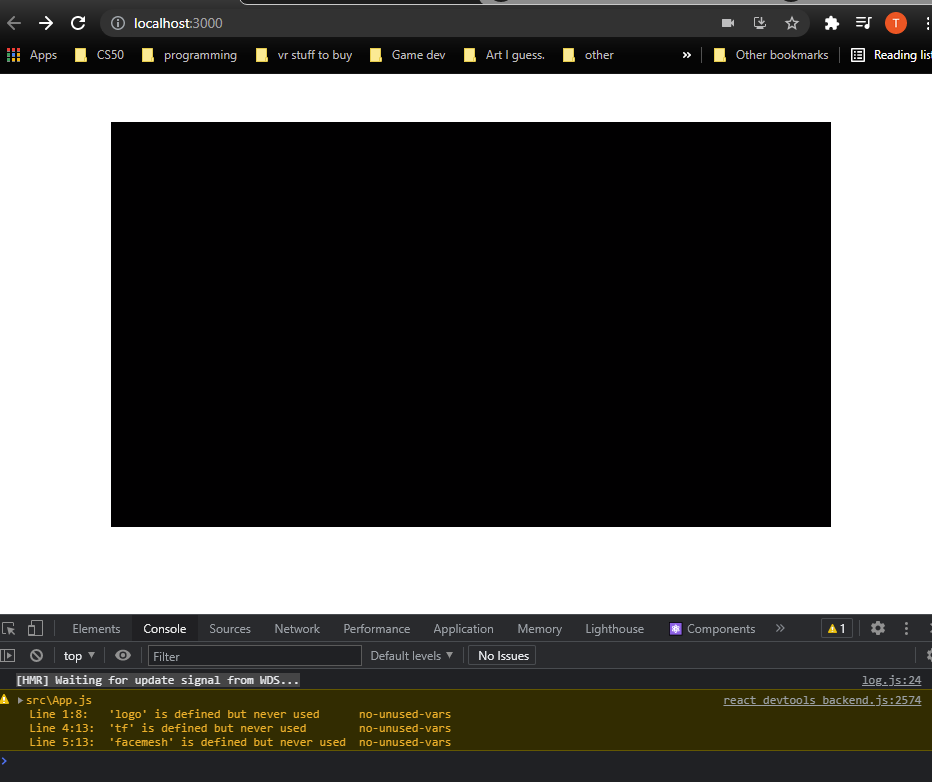 localhost:3000
T
Apps CS50 programming vr stuff to buy Game dev Art I guess. other » Other bookmarks Reading list
Elements Console Sources Network Performance Application Memory Lighthouse Components » 1
top Filter Default levels No Issues
[HMR] Waiting for update signal from WDS... log.js:24
src\App.js react_devtools_backend.js:2574
Line 1:8: 'logo' is defined but never used no-unused-vars
Line 4:13: 'tf' is defined but never used no-unused-vars
Line 5:13: 'facemesh' is defined but never used no-unused-vars
>